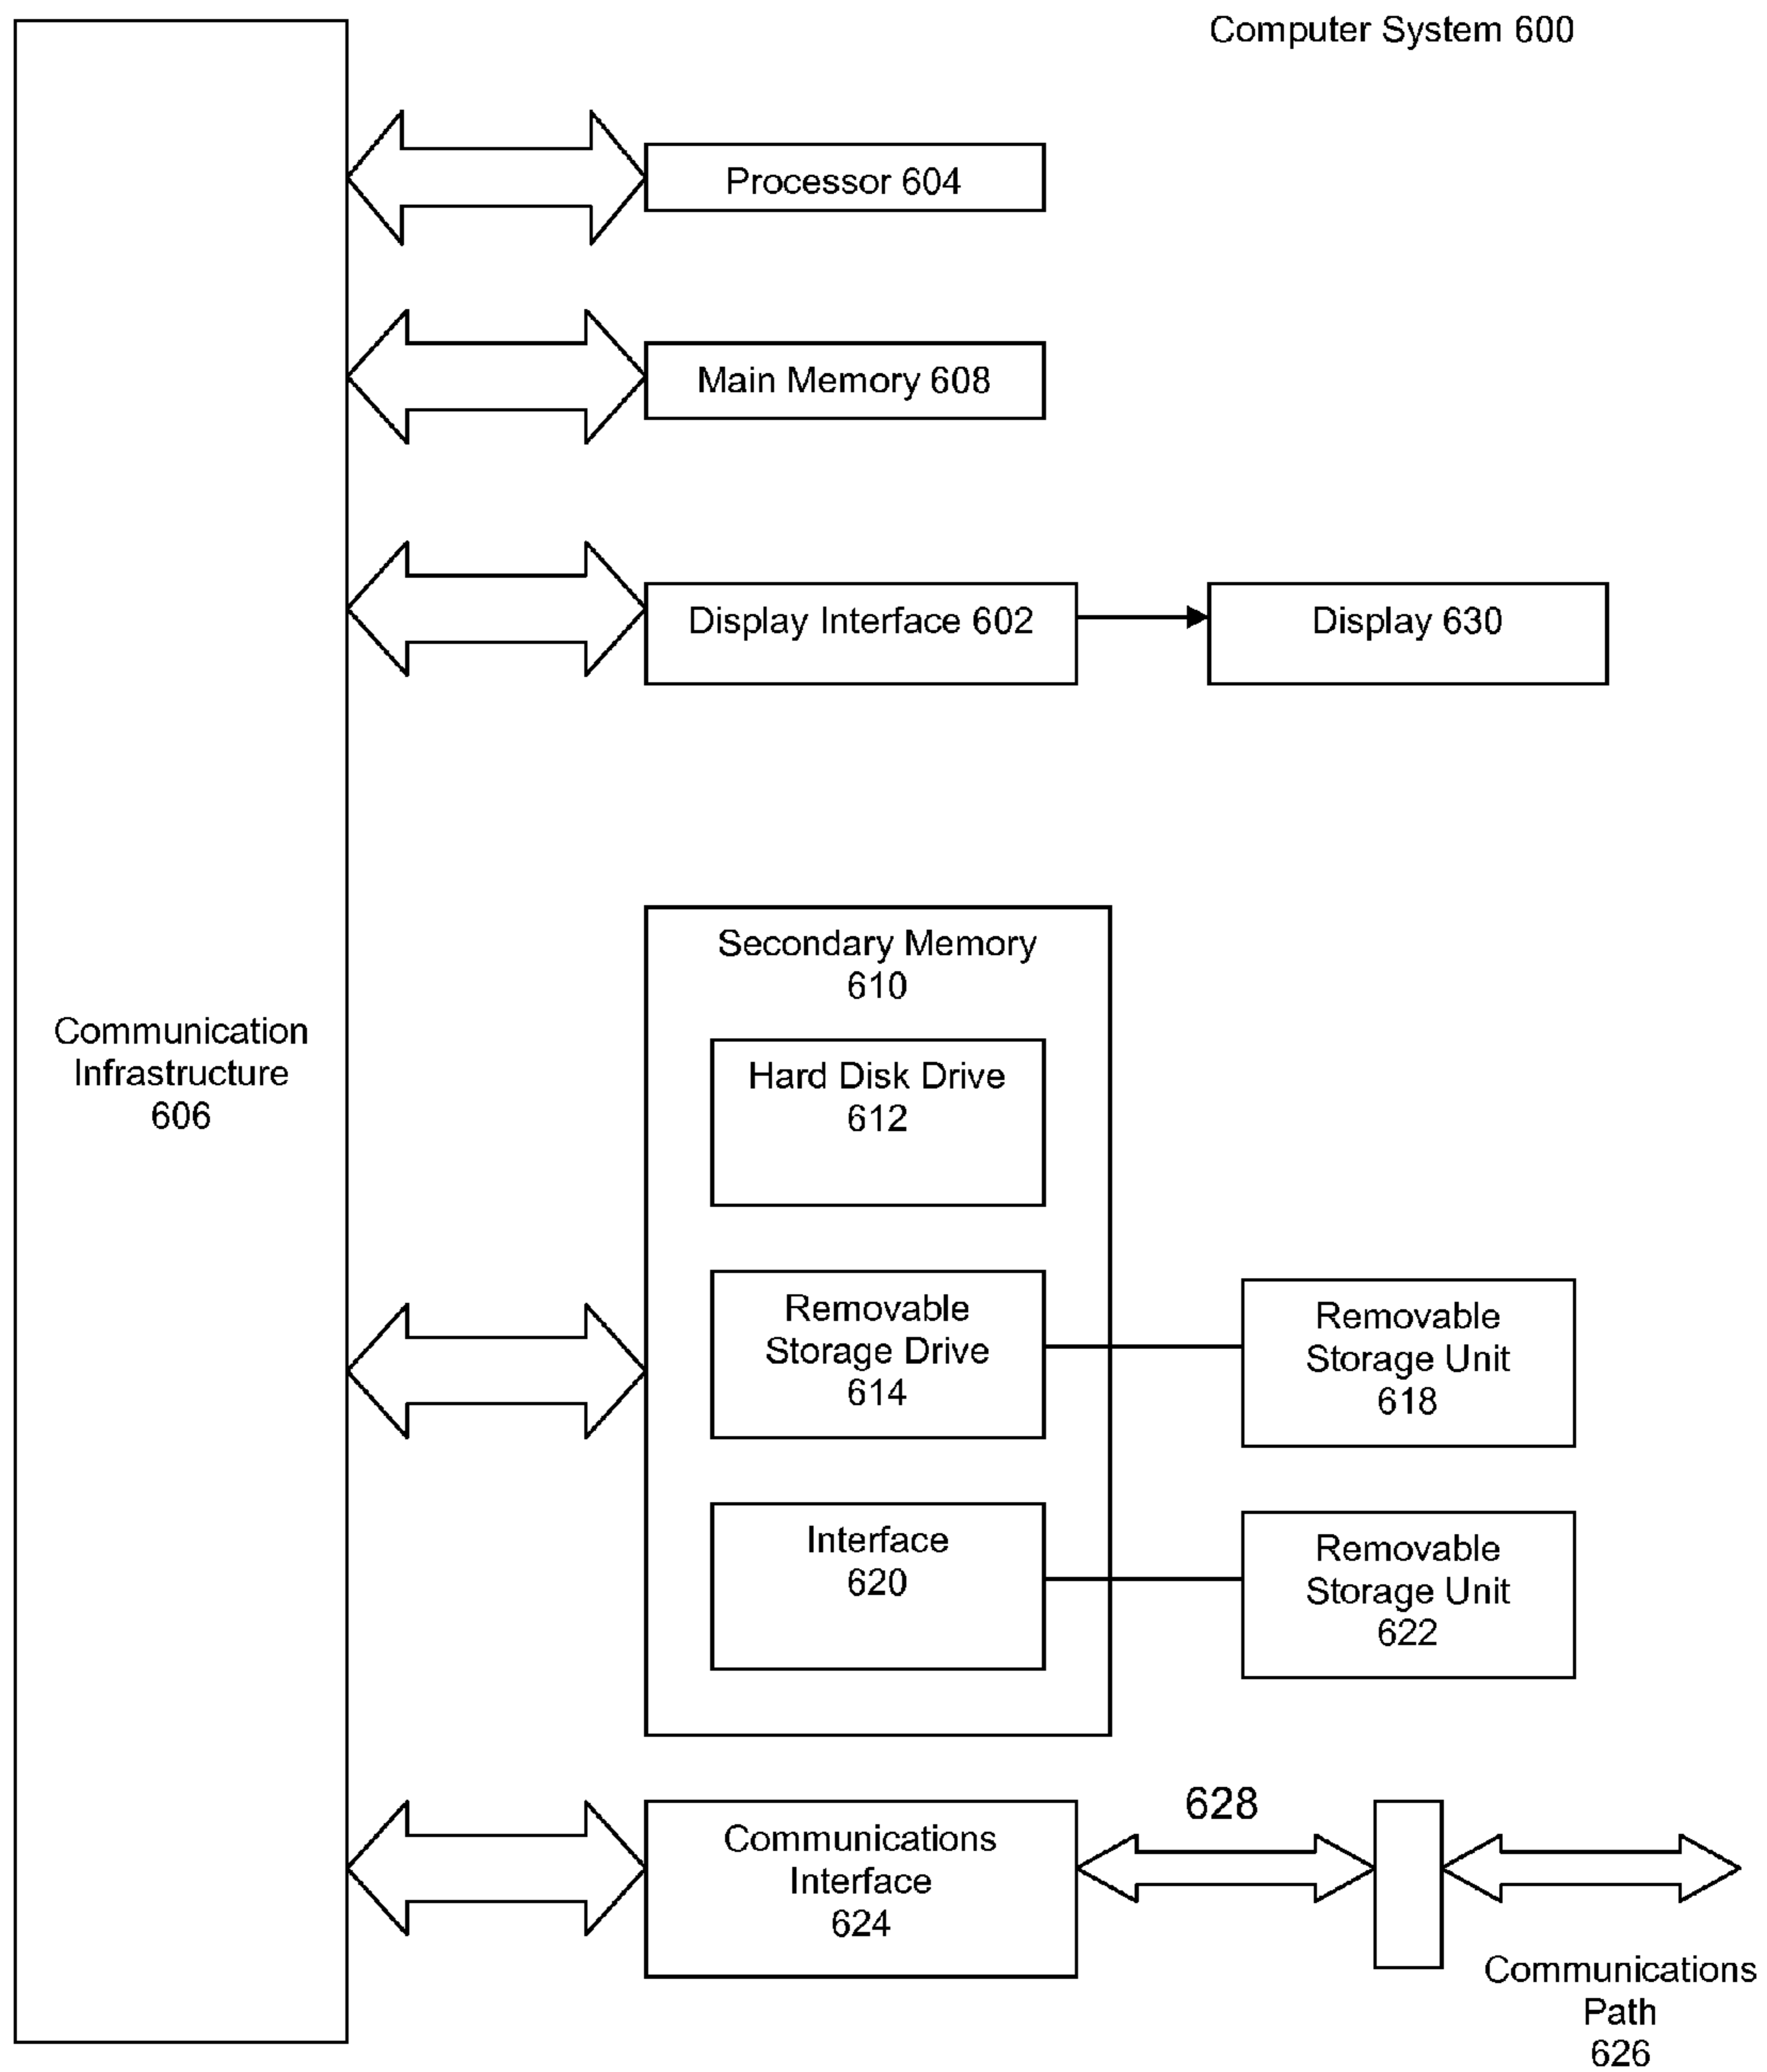 Computer System 600
Processor 604
Main Memory 608
Display Interface 602
Display 630
Communication
Infrastructure
606
Secondary Memory
610
Hard Disk Drive
612
Removable
Storage Drive
614
Removable
Storage Unit
618
Interface
620
Removable
Storage Unit
622
Communications
Interface
624
628
Communications
Path
626